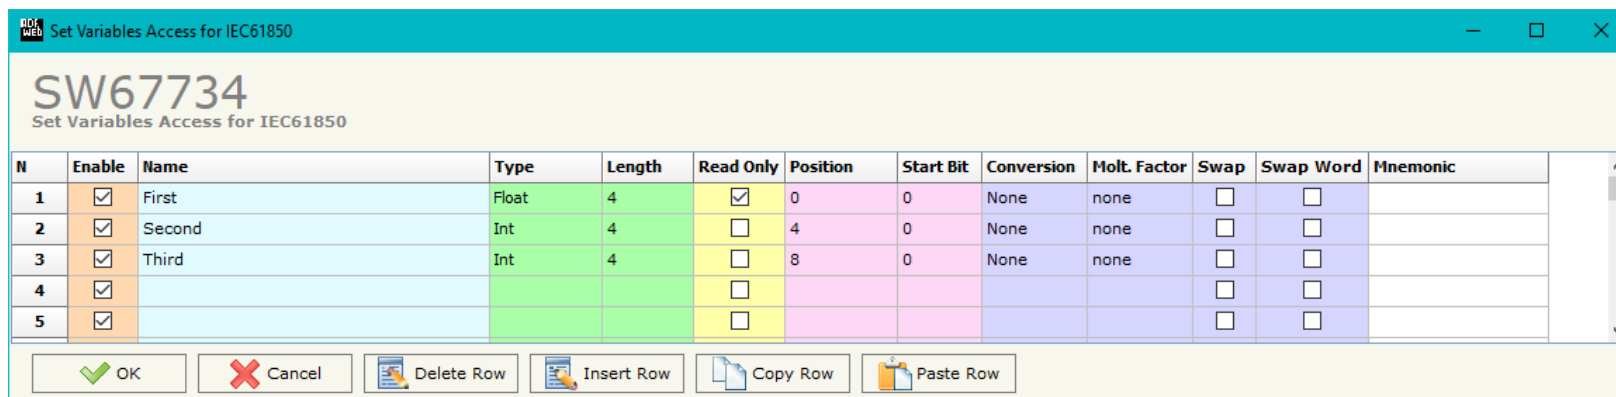 ADF WEB Set Variables Access for IEC61850
SW67734
Set Variables Access for IEC61850
N Enable Name Type Length Read Only Position Start Bit Conversion Molt. Factor Swap Swap Word Mnemonic
1 First Float 4 0 0 None none
2 Second Int 4 4 0 None none
3 Third Int 4 8 0 None none
4
5
OK Cancel Delete Row Insert Row Copy Row Paste Row